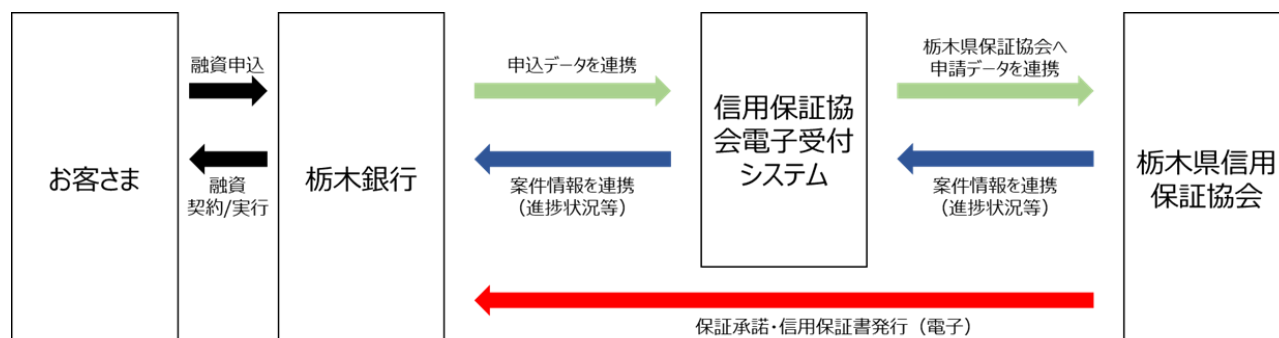 お客さま
融資申込
融資
契約/実行
栃木銀行
申込データを連携
案件情報を連携
(進捗状況等)
信用保証協
会電子受付
システム
栃木県保証協会へ
申請データを連携
案件情報を連携
(進捗状況等)
栃木県信用
保証協会
保証承諾・信用保証書発行(電子)